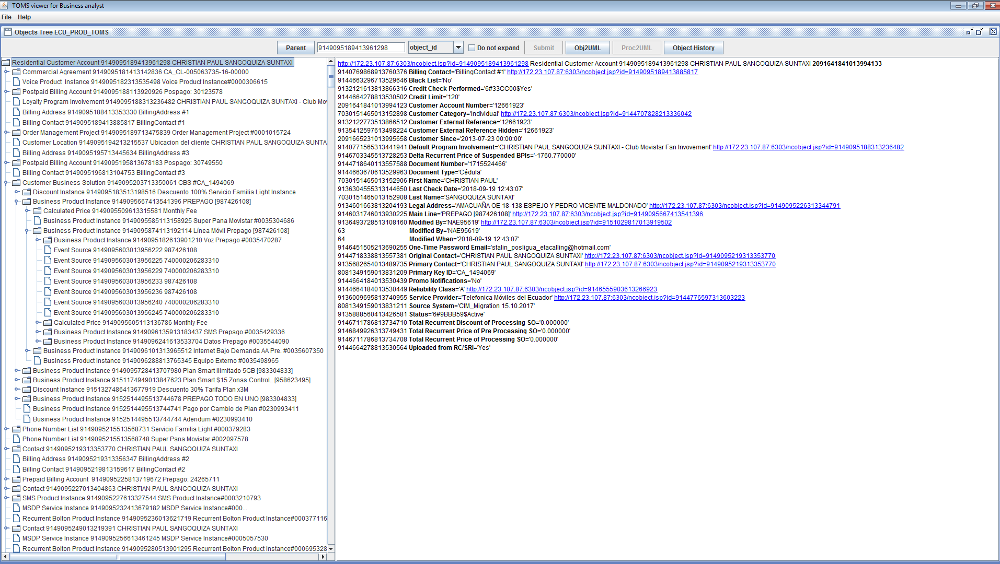 TOMS viewer for Business analyst
File Help
Objects Tree ECU_PROD_TOMS
Parent 9149095189413961298 object_id Do not expand Submit Obj2UML Proc2UML Object History
Residential Customer Account 9149095189413961298 CHRISTIAN PAUL SANGOQUIZA SUNTAXI
Commercial Agreement 9149095181413142836 CA_CL-005063735-16-00000
Voice Product Instance 9149095182313535498 Voice Product Instance#0000306615
Postpaid Billing Account 9149095188113920926 Pospago: 30123578
Loyalty Program Involvement 9149095188313236482 CHRISTIAN PAUL SANGOQUIZA SUNTAXI - Club Mo
Billing Address 9149095188413353330 BillingAddress #1
Billing Contact 9149095189413885817 BillingContact #1
Order Management Project 9149095189713475839 Order Management Project #0001015724
Customer Location 9149095194213215537 Ubicacion del cliente CHRISTIAN PAUL SANGOQUIZA SUNTA
Billing Address 9149095195713445634 BillingAddress #3
Postpaid Billing Account 9149095195813678183 Pospago: 30749550
Billing Contact 9149095196813104753 BillingContact #3
Customer Business Solution 9149095203713350061 CBS #CA_1494069
Discount Instance 9149095183513198516 Descuento 100% Servicio Familia Light Instance
Business Product Instance 9149095667413541396 PREPAGO [987426108]
Calculated Price 9149095509613315581 Monthly Fee
Business Product Instance 9149095585113158925 Super Pana Movistar #0035304686
Business Product Instance 9149095874113192114 Línea Móvil Prepago [987426108]
Business Product Instance 9149095182613901210 Voz Prepago #0035470287
Event Source 9149095603013956222 987426108
Event Source 9149095603013956225 740000206283310
Event Source 9149095603013956229 740000206283310
Event Source 9149095603013956233 987426108
Event Source 9149095603013956236 987426108
Event Source 9149095603013956240 740000206283310
Event Source 9149095603013956245 740000206283310
Calculated Price 9149095605113136786 Monthly Fee
Business Product Instance 9149096135913183437 SMS Prepago #0035429336
Business Product Instance 9149096241613533704 Datos Prepago #0035544090
Business Product Instance 9149096101313965512 Internet Bajo Demanda AA Pre. #0035607350
Business Product Instance 9149096288813765345 Equipo Externo #0035498965
Business Product Instance 9149095728413707980 Plan Smart Ilimitado 5GB [983304833]
Business Product Instance 9151174949013847623 Plan Smart $15 Zonas Control.. [958623495]
Discount Instance 9151327486413677919 Descuento 30% Tarifa Plan x3M
Business Product Instance 9152514495513744678 PREPAGO TODO EN UNO [983304833]
Business Product Instance 9152514495513744741 Pago por Cambio de Plan #0230993411
Business Product Instance 9152514495513744744 Adendum #0230993410
Phone Number List 9149095215513568731 Servicio Familia Light #000379283
Phone Number List 9149095215513568748 Super Pana Movistar #002097578
Contact 9149095219313353770 CHRISTIAN PAUL SANGOQUIZA SUNTAXI
Billing Address 9149095219313356347 BillingAddress #2
Billing Contact 9149095219813159617 BillingContact #2
Prepaid Billing Account 9149095225813719672 Prepago: 24265711
Contact 9149095227013404863 CHRISTIAN PAUL SANGOQUIZA SUNTAXI
SMS Product Instance 9149095227613327544 SMS Product Instance#0003210793
MSDP Service Instance 9149095232413679182 MSDP Service Instance#000...
Recurrent Bolton Product Instance 9149095236013621719 Recurrent Bolton Product Instance#000377116
Contact 9149095249013219391 CHRISTIAN PAUL SANGOQUIZA SUNTAXI
MSDP Service Instance 9149095256613461245 MSDP Service Instance#0005057530
Recurrent Bolton Product Instance 9149095280513901295 Recurrent Bolton Product Instance#000695328
http://172.23.107.87:6303/ncobject.jsp?id=9149095189413961298 Residential Customer Account 9149095189413961298 CHRISTIAN PAUL SANGOQUIZA SUNTAXI 2091641841013994133
9140769868913760376 Billing Contact='BillingContact #1' http://172.23.107.87:6303/ncobject.jsp?id=9149095189413885817
9144663296713529646 Black List='No'
9132121613813866316 Credit Check Performed='6#33CC00$Yes'
9144664278813530502 Credit Limit='120'
2091641841013994123 Customer Account Number='12661923'
7030151465013152898 Customer Category='Individual' http://172.23.107.87:6303/ncobject.jsp?id=9144707828213336042
9132122773513866512 Customer External Reference='12661923'
9135412597613498224 Customer External Reference Hidden='12661923'
2091665231013995658 Customer Since='2013-07-23 00:00:00'
9140771565313441941 Default Program Involvement='CHRISTIAN PAUL SANGOQUIZA SUNTAXI - Club Movistar Fan Invovement' http://172.23.107.87:6303/ncobject.jsp?id=9149095188313236482
9146703345513728253 Delta Recurrent Price of Suspended BPIs='-1760.770000'
9144718640113557588 Document Number='1715524466'
9144663670613529963 Document Type='Cédula'
7030151465013152906 First Name='CHRISTIAN PAUL'
9136304555313144650 Last Check Date='2018-09-19 12:43:07'
7030151465013152908 Last Name='SANGOQUIZA SUNTAXI'
9134601663813204193 Legal Address='AMAGUAÑA OE 18-138 ESPEJO Y PEDRO VICENTE MALDONADO' http://172.23.107.87:6303/ncobject.jsp?id=9149095226313344791
9146031746013930225 Main Line='PREPAGO [987426108]' http://172.23.107.87:6303/ncobject.jsp?id=9149095667413541396
9136493728513108160 Modified By='NAE95619' http://172.23.107.87:6303/ncobject.jsp?id=9151029817013919502
63 Modified By='NAE95619'
64 Modified When='2018-09-19 12:43:07'
9146451505213690255 One-Time Password Email='stalin_posligua_etacalling@hotmail.com'
9144718338813557381 Original Contact='CHRISTIAN PAUL SANGOQUIZA SUNTAXI' http://172.23.107.87:6303/ncobject.jsp?id=9149095219313353770
9135682654013489735 Primary Contact='CHRISTIAN PAUL SANGOQUIZA SUNTAXI' http://172.23.107.87:6303/ncobject.jsp?id=9149095219313353770
8081349159013831209 Primary Key ID='CA_1494069'
9144664184013530439 Promo Notifications='No'
9144664184013530449 Reliability Class='A' http://172.23.107.87:6303/ncobject.jsp?id=9146555903613266923
9136009695813740955 Service Provider='Telefonica Móviles del Ecuador' http://172.23.107.87:6303/ncobject.jsp?id=9144776597313603223
8081349159013831211 Source System='CIM_Migration 15.10.2017'
9135888560413426581 Status='6#9BBB59$Active'
9146711786813734710 Total Recurrent Discount of Processing SO='0.000000'
9146849926313749431 Total Recurrent Price of Pre Processing SO='0.000000'
9146711786813734708 Total Recurrent Price of Processing SO='0.000000'
9144664278813530564 Uploaded from RC/SRI='Yes'